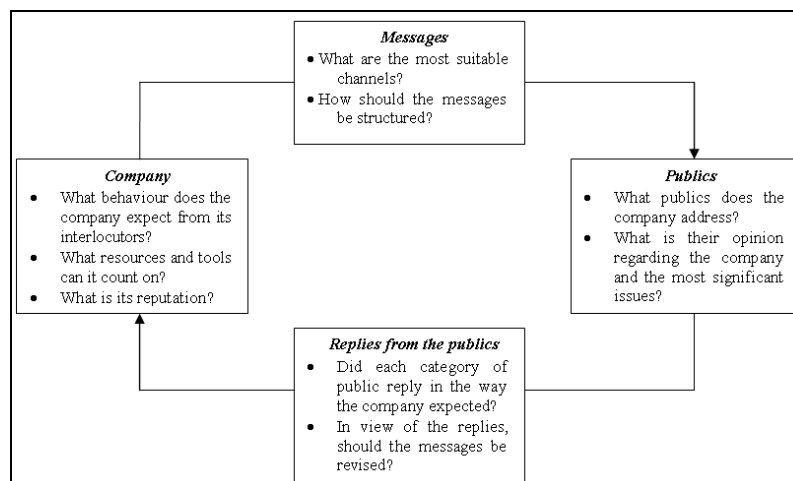 Messages
• What are the most suitable
channels?
• How should the messages
be structured?
Company
• What behaviour does the
company expect from its
interlocutors?
• What resources and tools
can it count on?
• What is its reputation?
Publics
• What publics does the
company address?
• What is their opinion
regarding the company
and the most significant
issues?
Replies from the publics
• Did each category of
public reply in the way
the company expected?
• In view of the replies,
should the messages be
revised?